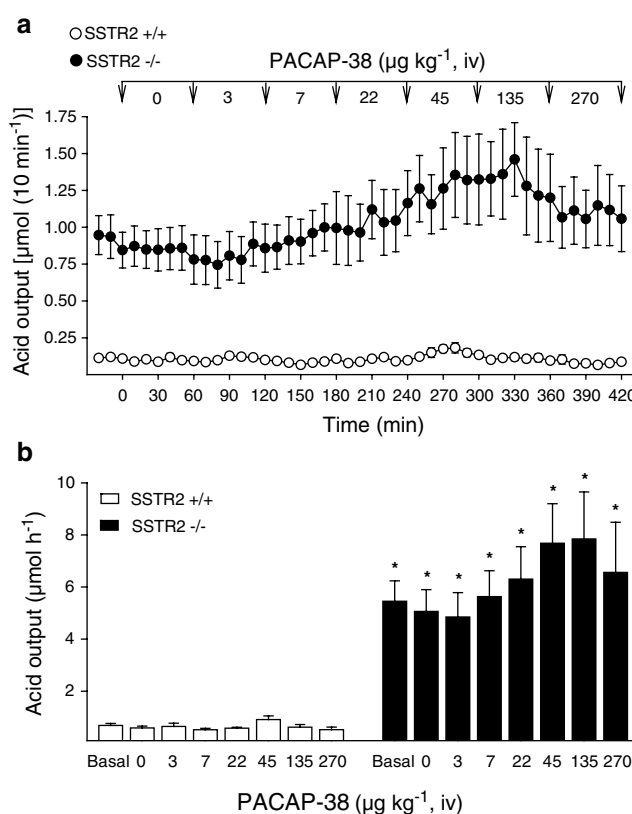 a
SSTR2 +/+
SSTR2 -/-
PACAP-38 (µg kg-1, iv)
0 3 7 22 45 135 270
1.75
1.50
1.25
1.00
0.75
0.50
0.25
Acid output [µmol (10 min-1)]
0 30 60 90 120 150 180 210 240 270 300 330 360 390 420
Time (min)
b
SSTR2 +/+
SSTR2 -/-
10
8
6
4
2
Acid output (µmol h-1)
* * * * * * * *
Basal 0 3 7 22 45 135 270 Basal 0 3 7 22 45 135 270
PACAP-38 (µg kg-1, iv)